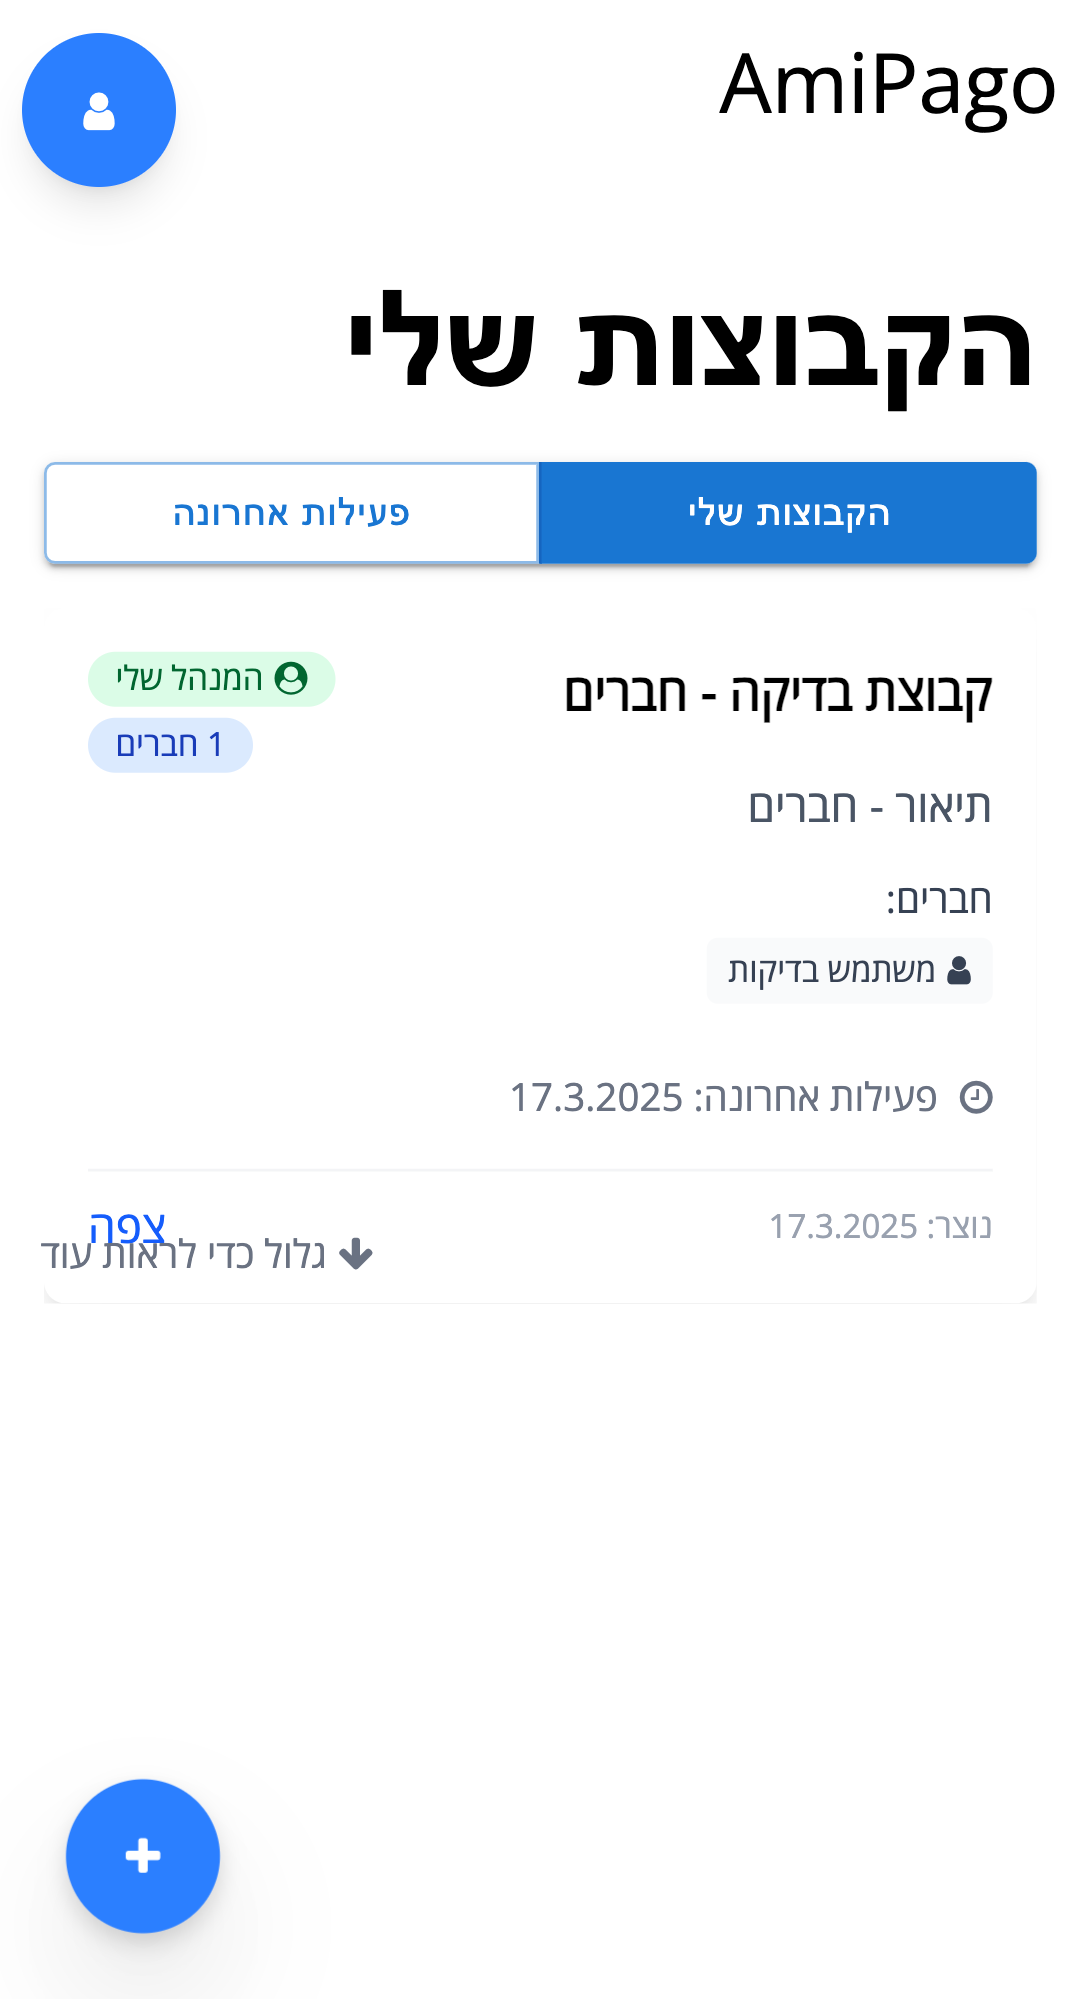 AmiPago
הקבוצות שלי
הקבוצות שלי
פעילות אחרונה
קבוצת בדיקה - חברים
המנהל שלי
1 חברים
תיאור - חברים
חברים:
משתמש בדיקות
פעילות אחרונה: 17.3.2025
נוצר: 17.3.2025
צפה
גלול כדי לראות עוד